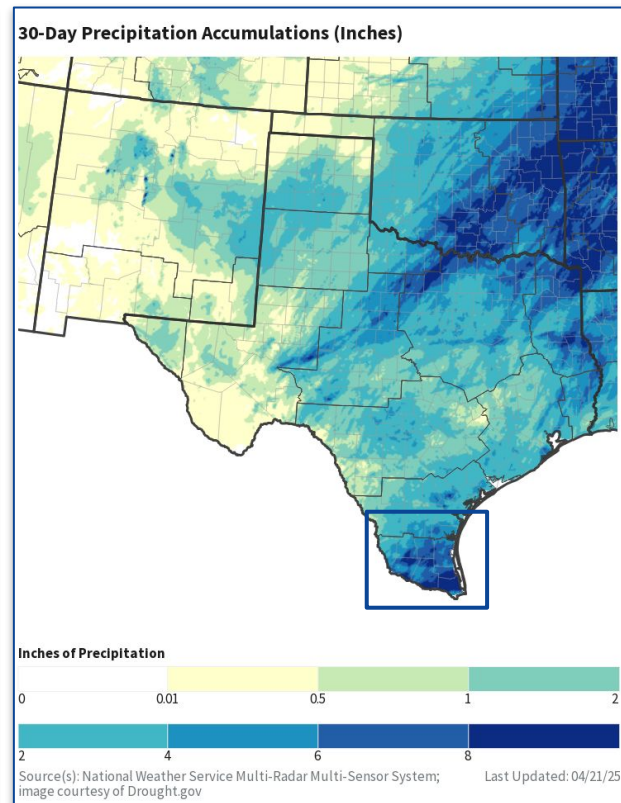 30-Day Precipitation Accumulations (Inches)
Inches of Precipitation
0 0.01 0.5 1 2
2 4 6 8
Source(s): National Weather Service Multi-Radar Multi-Sensor System; Last Updated: 04/21/25
image courtesy of Drought.gov